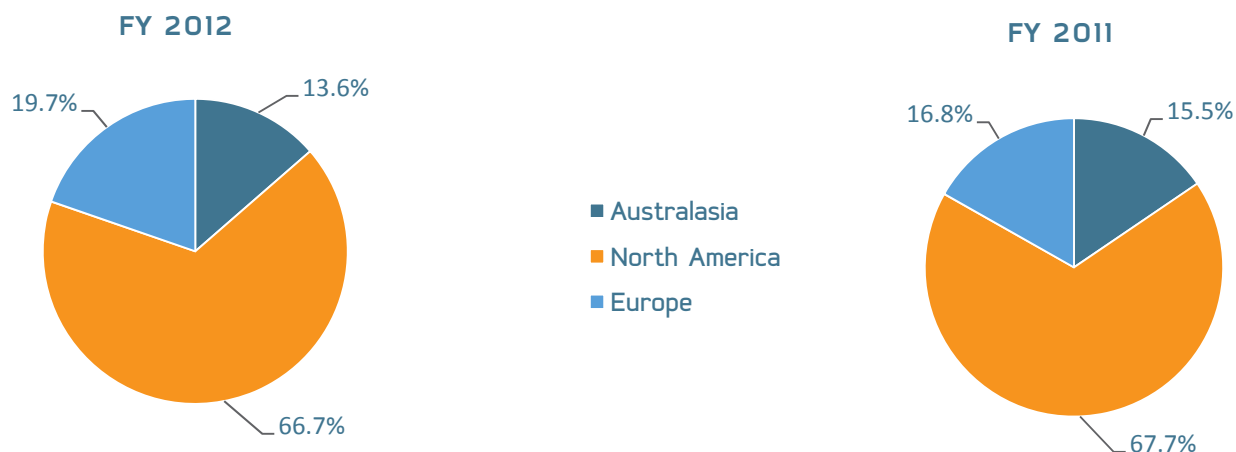 FY 2012
19.7%
13.6%
66.7%
Australasia
North America
Europe
FY 2011
16.8%
15.5%
67.7%